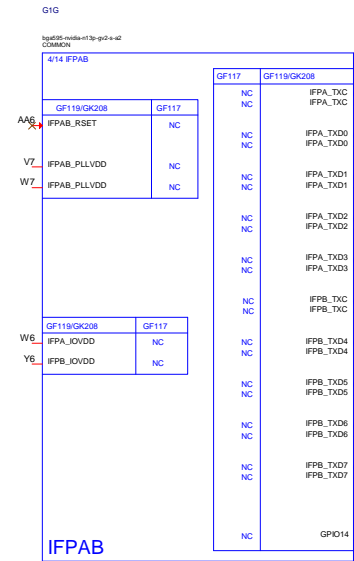 G1G
bga595-nvidia-n13p-gv2-s-a2
COMMON
4/14 IFPAB
GF117 GF119/GK208
NC IFPA_TXC
NC IFPA_TXC
GF119/GK208 GF117
AA6 IFPAB_RSET NC
NC IFPA_TXD0
NC IFPA_TXD0
V7 IFPAB_PLLVDD NC
W7 IFPAB_PLLVDD NC
NC IFPA_TXD1
NC IFPA_TXD1
NC IFPA_TXD2
NC IFPA_TXD2
NC IFPA_TXD3
NC IFPA_TXD3
NC IFPB_TXC
NC IFPB_TXC
GF119/GK208 GF117
W6 IFPA_IOVDD NC
Y6 IFPB_IOVDD NC
NC IFPB_TXD4
NC IFPB_TXD4
NC IFPB_TXD5
NC IFPB_TXD5
NC IFPB_TXD6
NC IFPB_TXD6
NC IFPB_TXD7
NC IFPB_TXD7
NC GPIO14
IFPAB